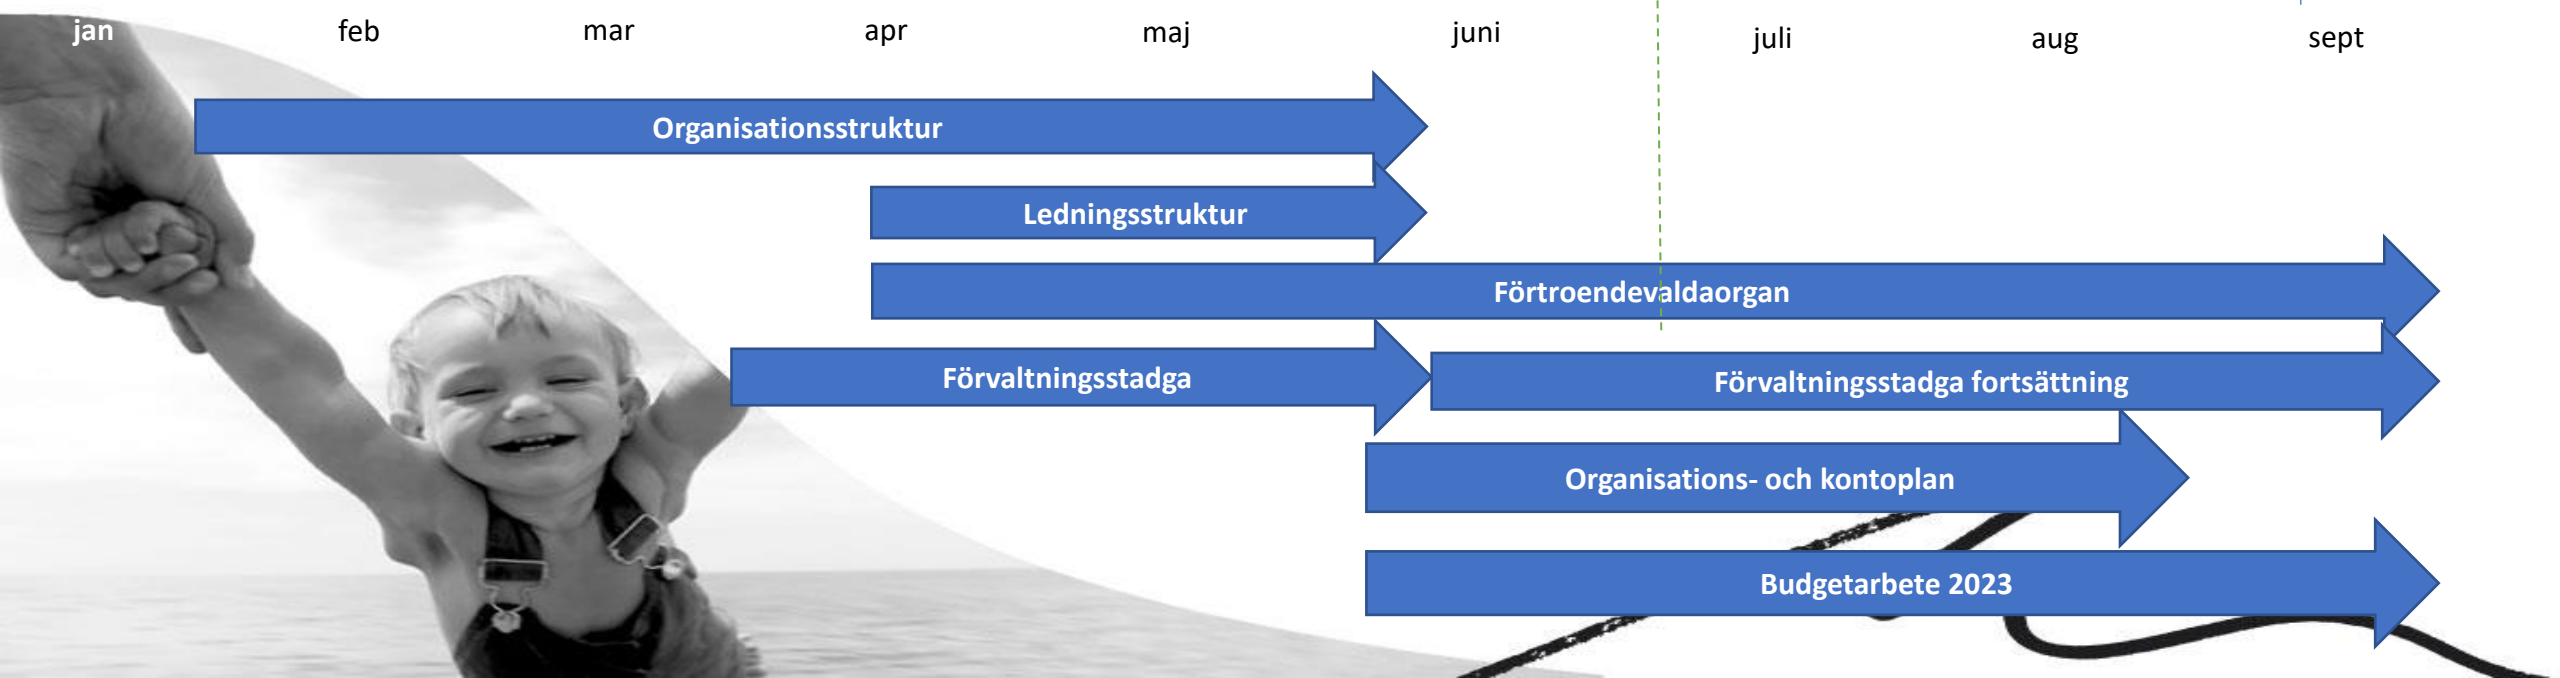 jan feb mar apr maj juni juli aug sept
Organisationsstruktur
Ledningsstruktur
Förtroendevaldaorgan
Förvaltningsstadga
Förvaltningsstadga fortsättning
Organisations- och kontoplan
Budgetarbete 2023